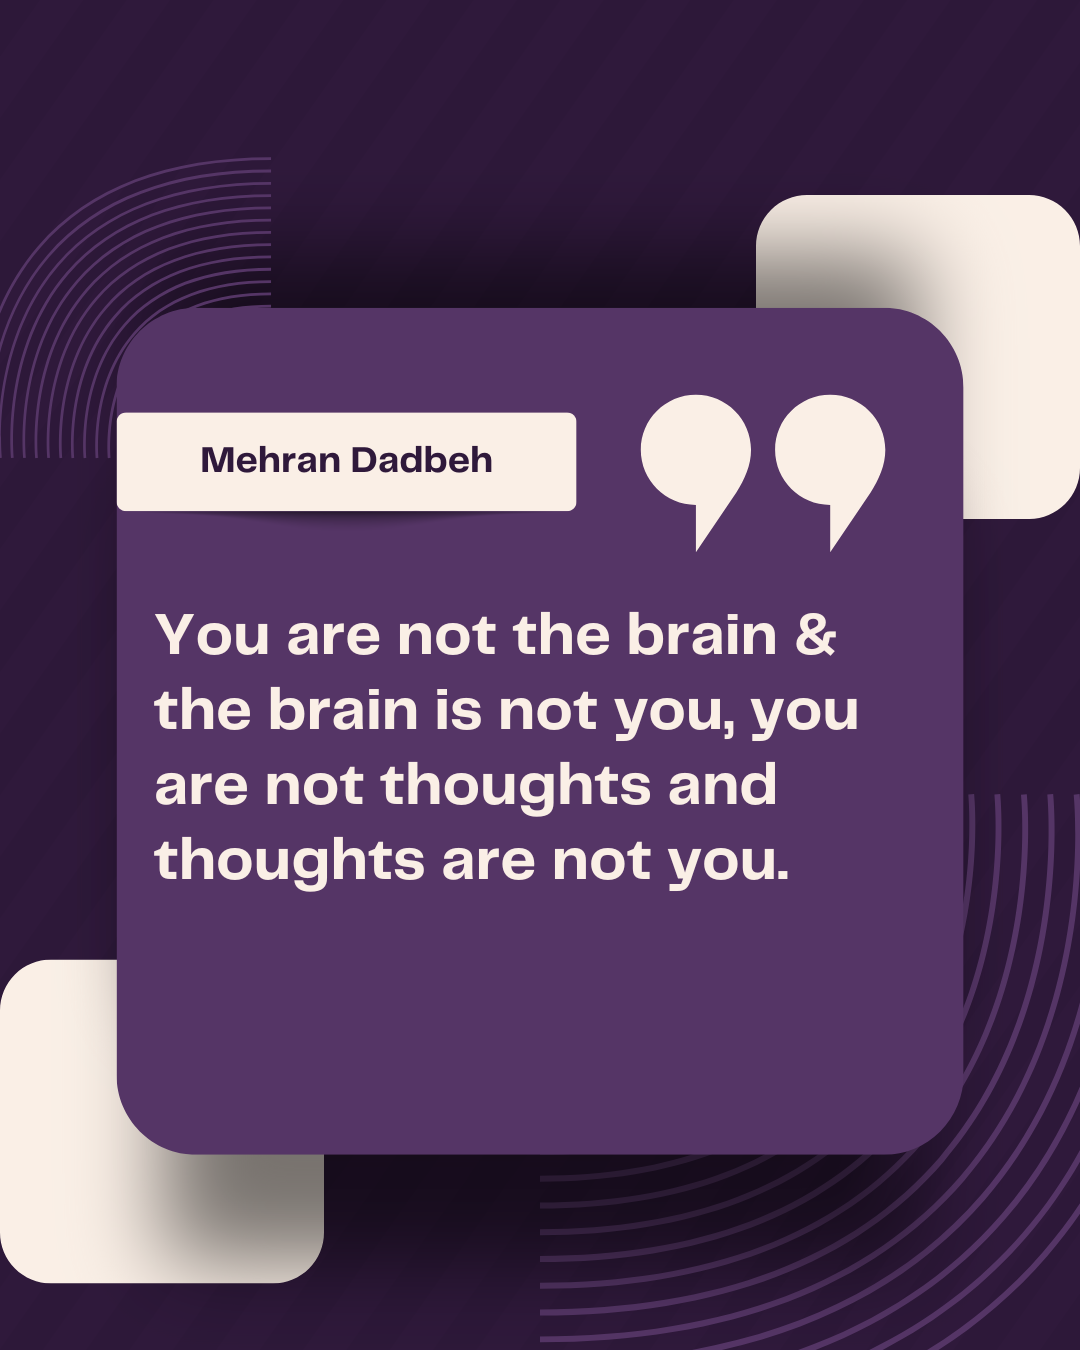 Mehran Dadbeh
You are not the brain &
the brain is not you, you
are not thoughts and
thoughts are not you.